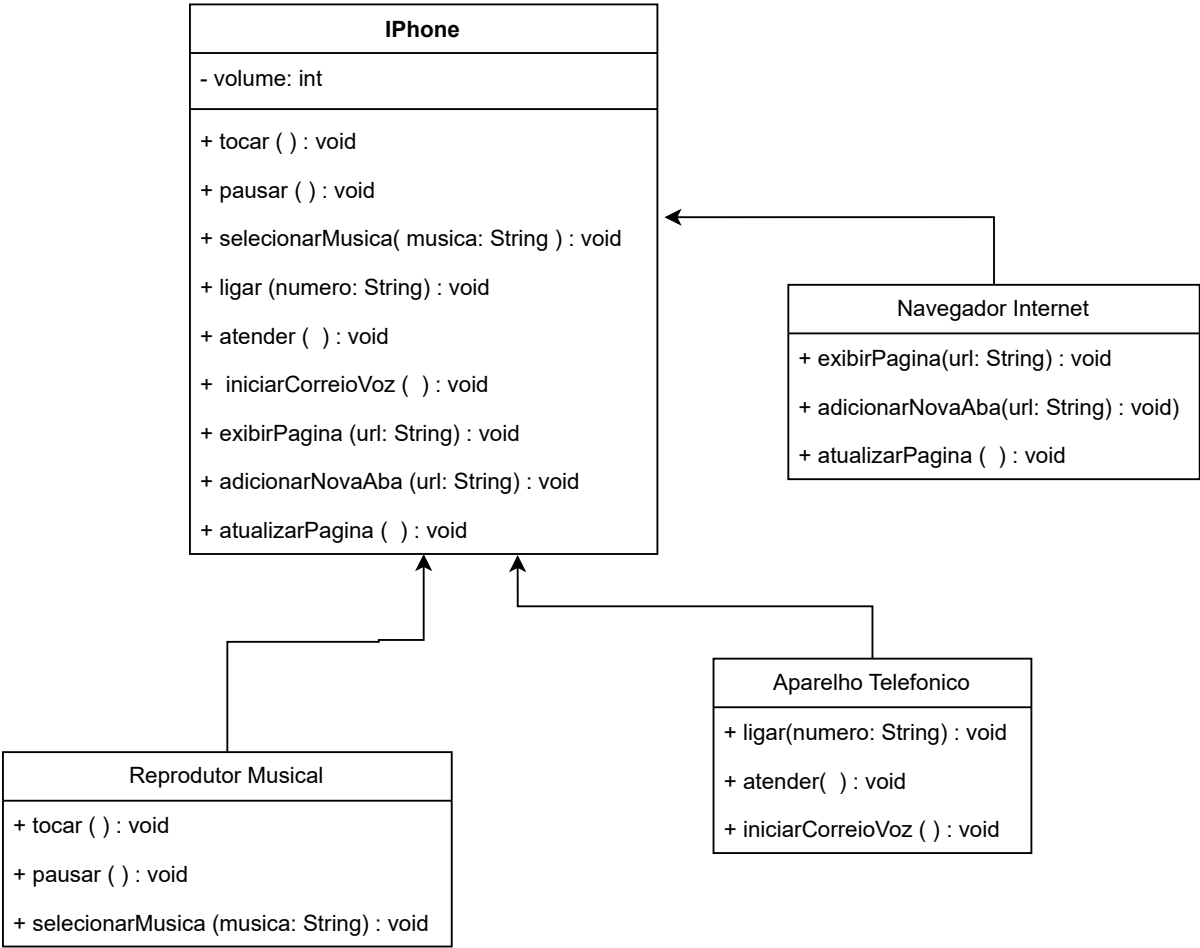 IPhone
- volume: int
+ tocar ( ) : void
+ pausar ( ) : void
+ selecionarMusica( musica: String ) : void
+ ligar (numero: String) : void
+ atender (  ) : void
+  iniciarCorreioVoz (  ) : void
+ exibirPagina (url: String) : void
+ adicionarNovaAba (url: String) : void
+ atualizarPagina (  ) : void
Navegador Internet
+ exibirPagina(url: String) : void
+ adicionarNovaAba(url: String) : void)
+ atualizarPagina (  ) : void
Aparelho Telefonico
+ ligar(numero: String) : void
+ atender(  ) : void
+ iniciarCorreioVoz ( ) : void
Reprodutor Musical
+ tocar ( ) : void
+ pausar ( ) : void
+ selecionarMusica (musica: String) : void